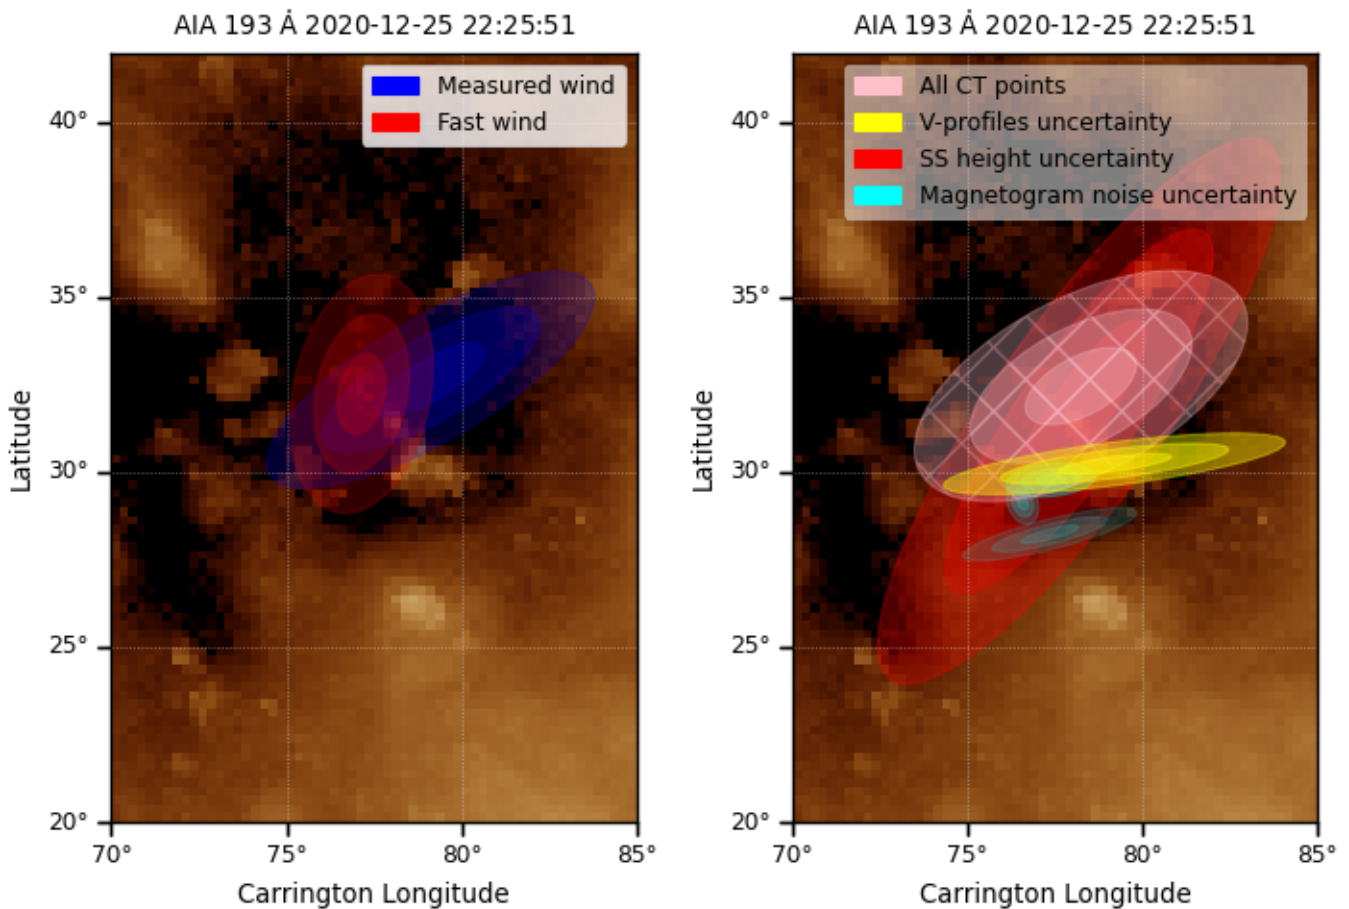 AIA 193 Å 2020-12-25 22:25:51
Measured wind
Fast wind
40°
35°
30°
25°
20°
Latitude
70°
75°
80°
85°
Carrington Longitude
AIA 193 Å 2020-12-25 22:25:51
All CT points
V-profiles uncertainty
SS height uncertainty
Magnetogram noise uncertainty
40°
35°
30°
25°
20°
Latitude
70°
75°
80°
85°
Carrington Longitude